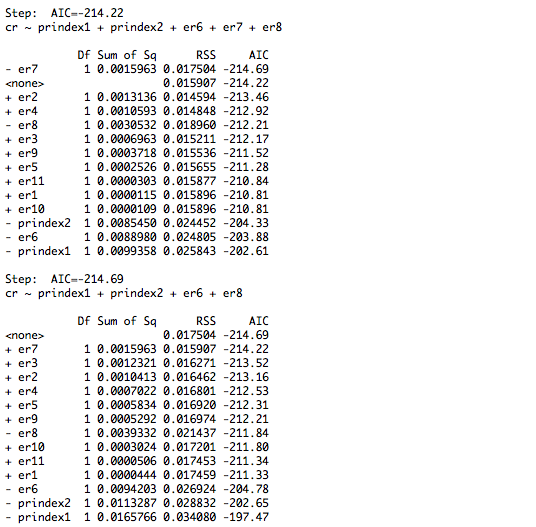 Step:  AIC=-214.22
cr ~ prindex1 + prindex2 + er6 + er7 + er8

           Df Sum of Sq      RSS     AIC
- er7       1 0.0015963 0.017504 -214.69
<none>                  0.015907 -214.22
+ er2       1 0.0013136 0.014594 -213.46
+ er4       1 0.0010593 0.014848 -212.92
- er8       1 0.0030532 0.018960 -212.21
+ er3       1 0.0006963 0.015211 -212.17
+ er9       1 0.0003718 0.015536 -211.52
+ er5       1 0.0002526 0.015655 -211.28
+ er11      1 0.0000303 0.015877 -210.84
+ er1       1 0.0000115 0.015896 -210.81
+ er10      1 0.0000109 0.015896 -210.81
- prindex2  1 0.0085450 0.024452 -204.33
- er6       1 0.0088980 0.024805 -203.88
- prindex1  1 0.0099358 0.025843 -202.61

Step:  AIC=-214.69
cr ~ prindex1 + prindex2 + er6 + er8

           Df Sum of Sq      RSS     AIC
<none>                  0.017504 -214.69
+ er7       1 0.0015963 0.015907 -214.22
+ er3       1 0.0012321 0.016271 -213.52
+ er2       1 0.0010413 0.016462 -213.16
+ er4       1 0.0007022 0.016801 -212.53
+ er5       1 0.0005834 0.016920 -212.31
+ er9       1 0.0005292 0.016974 -212.21
- er8       1 0.0039332 0.021437 -211.84
+ er10      1 0.0003024 0.017201 -211.80
+ er11      1 0.0000506 0.017453 -211.34
+ er1       1 0.0000444 0.017459 -211.33
- er6       1 0.0094203 0.026924 -204.78
- prindex2  1 0.0113287 0.028832 -202.65
- prindex1  1 0.0165766 0.034080 -197.47